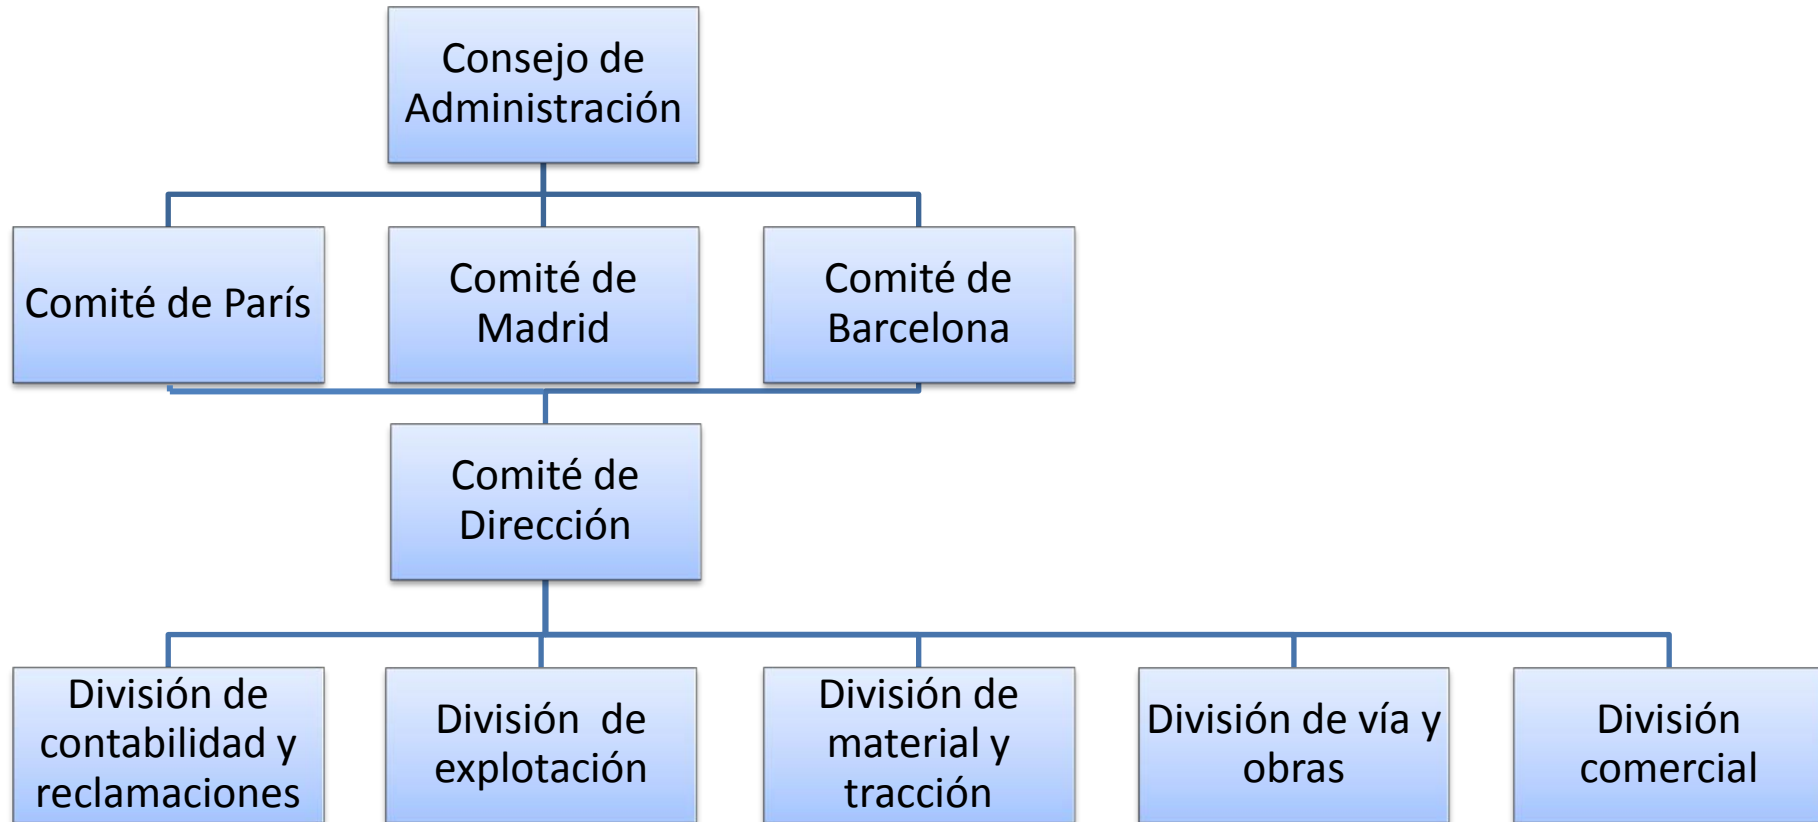 Consejo de
Administración
Comité de París
Comité de
Madrid
Comité de
Barcelona
Comité de
Dirección
División de
contabilidad y
reclamaciones
División  de
explotación
División de
material y
tracción
División de vía y
obras
División
comercial